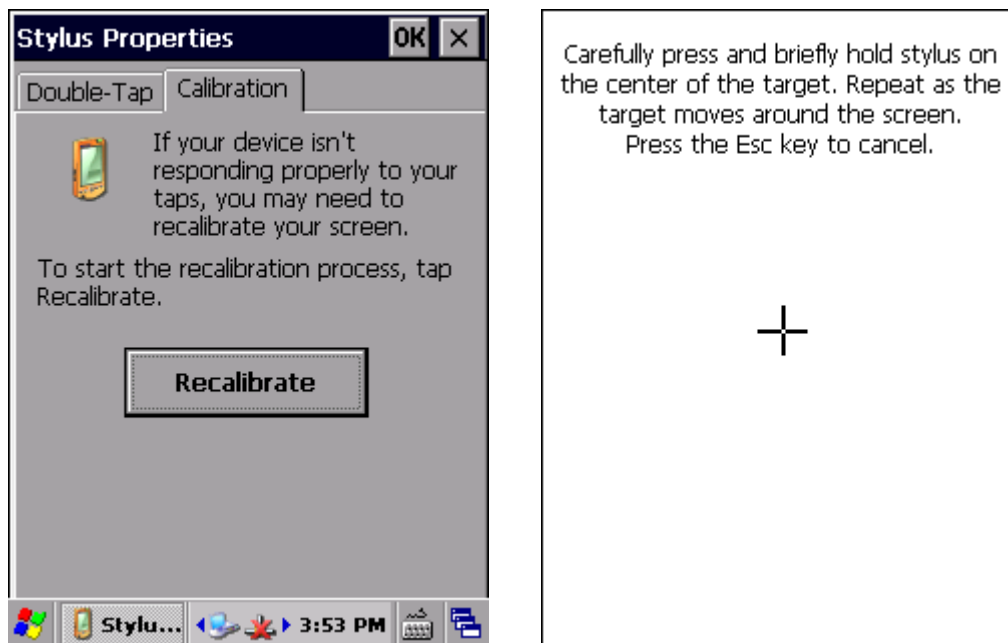 Stylus Properties OK
Double-Tap Calibration
If your device isn't
responding properly to your
taps, you may need to
recalibrate your screen.
To start the recalibration process, tap
Recalibrate.
Recalibrate
Stylu... 3:53 PM
Carefully press and briefly hold stylus on
the center of the target. Repeat as the
target moves around the screen.
Press the Esc key to cancel.